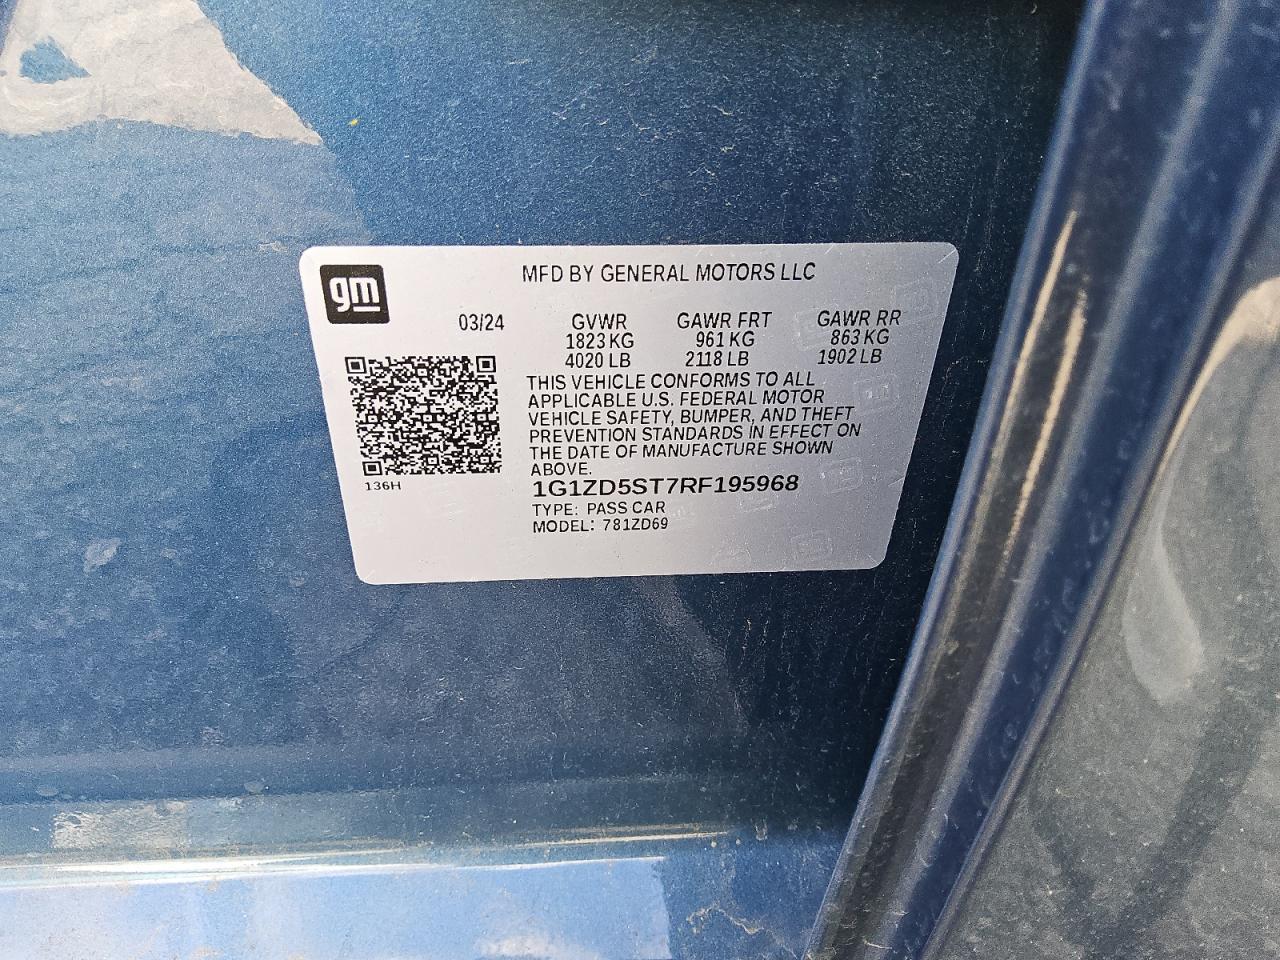 gm
MFD BY GENERAL MOTORS LLC
03/24 GVWR GAWR FRT GAWR RR
1823 KG 961 KG 863 KG
4020 LB 2118 LB 1902 LB
THIS VEHICLE CONFORMS TO ALL
APPLICABLE U.S. FEDERAL MOTOR
VEHICLE SAFETY, BUMPER, AND THEFT
PREVENTION STANDARDS IN EFFECT ON
THE DATE OF MANUFACTURE SHOWN
ABOVE.
136H
1G1ZD5ST7RF195968
TYPE: PASS CAR
MODEL: 781ZD69